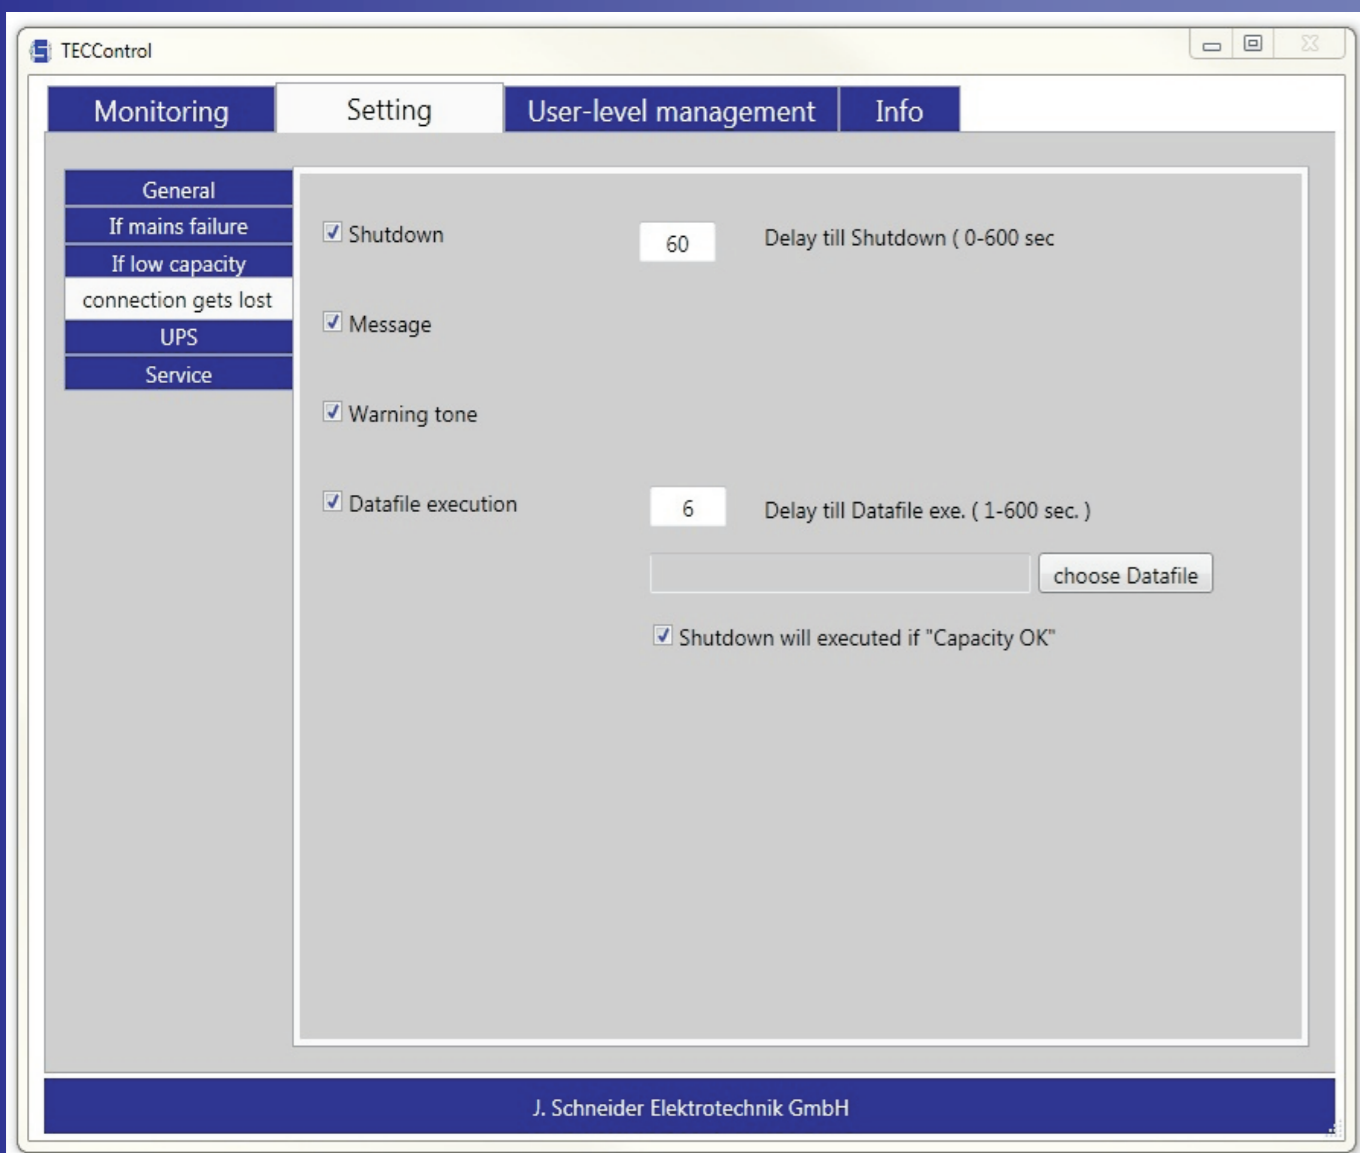 TECControl
Monitoring Setting User-level management Info
General
If mains failure
If low capacity
connection gets lost
UPS
Service
Shutdown 60 Delay till Shutdown ( 0-600 sec
Message
Warning tone
Datafile execution 6 Delay till Datafile exe. ( 1-600 sec. )
choose Datafile
Shutdown will executed if "Capacity OK"
J. Schneider Elektrotechnik GmbH